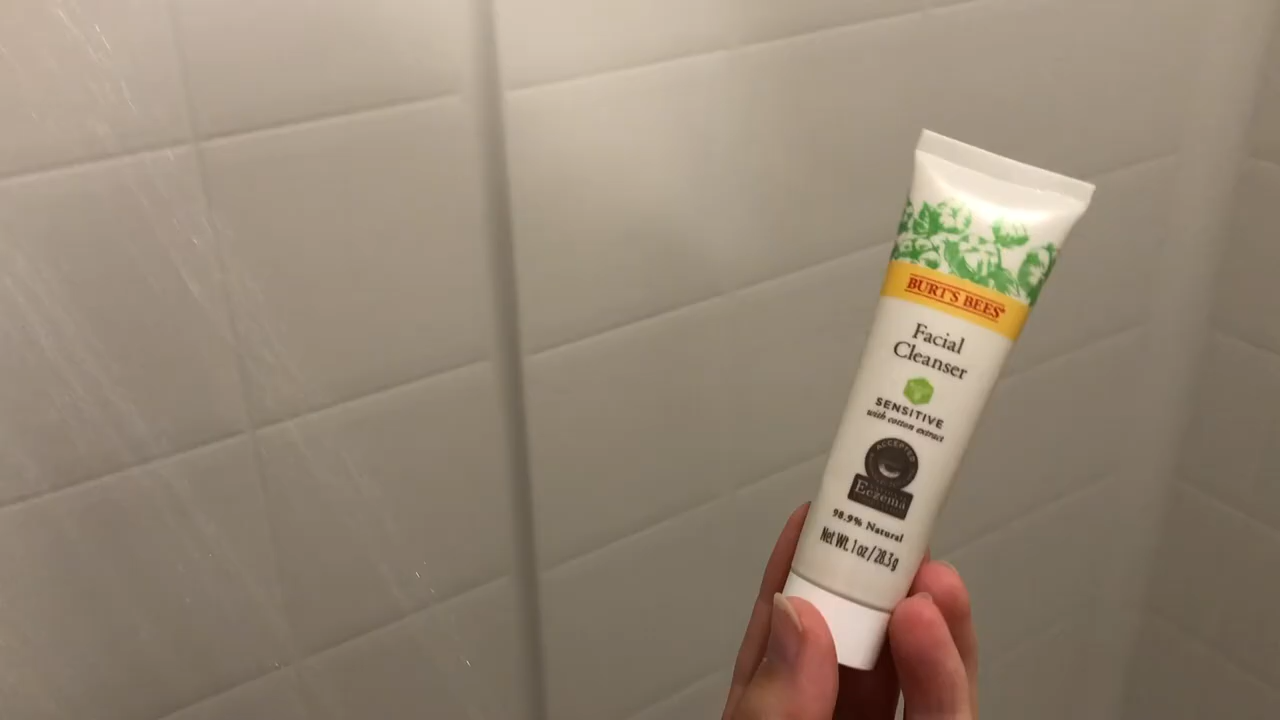 BURT'S BEES®
Facial
Cleanser
SENSITIVE
with cotton extract
ACCEPTED
Eczema
98.9% Natural
Net Wt. 1 oz / 28.3 g